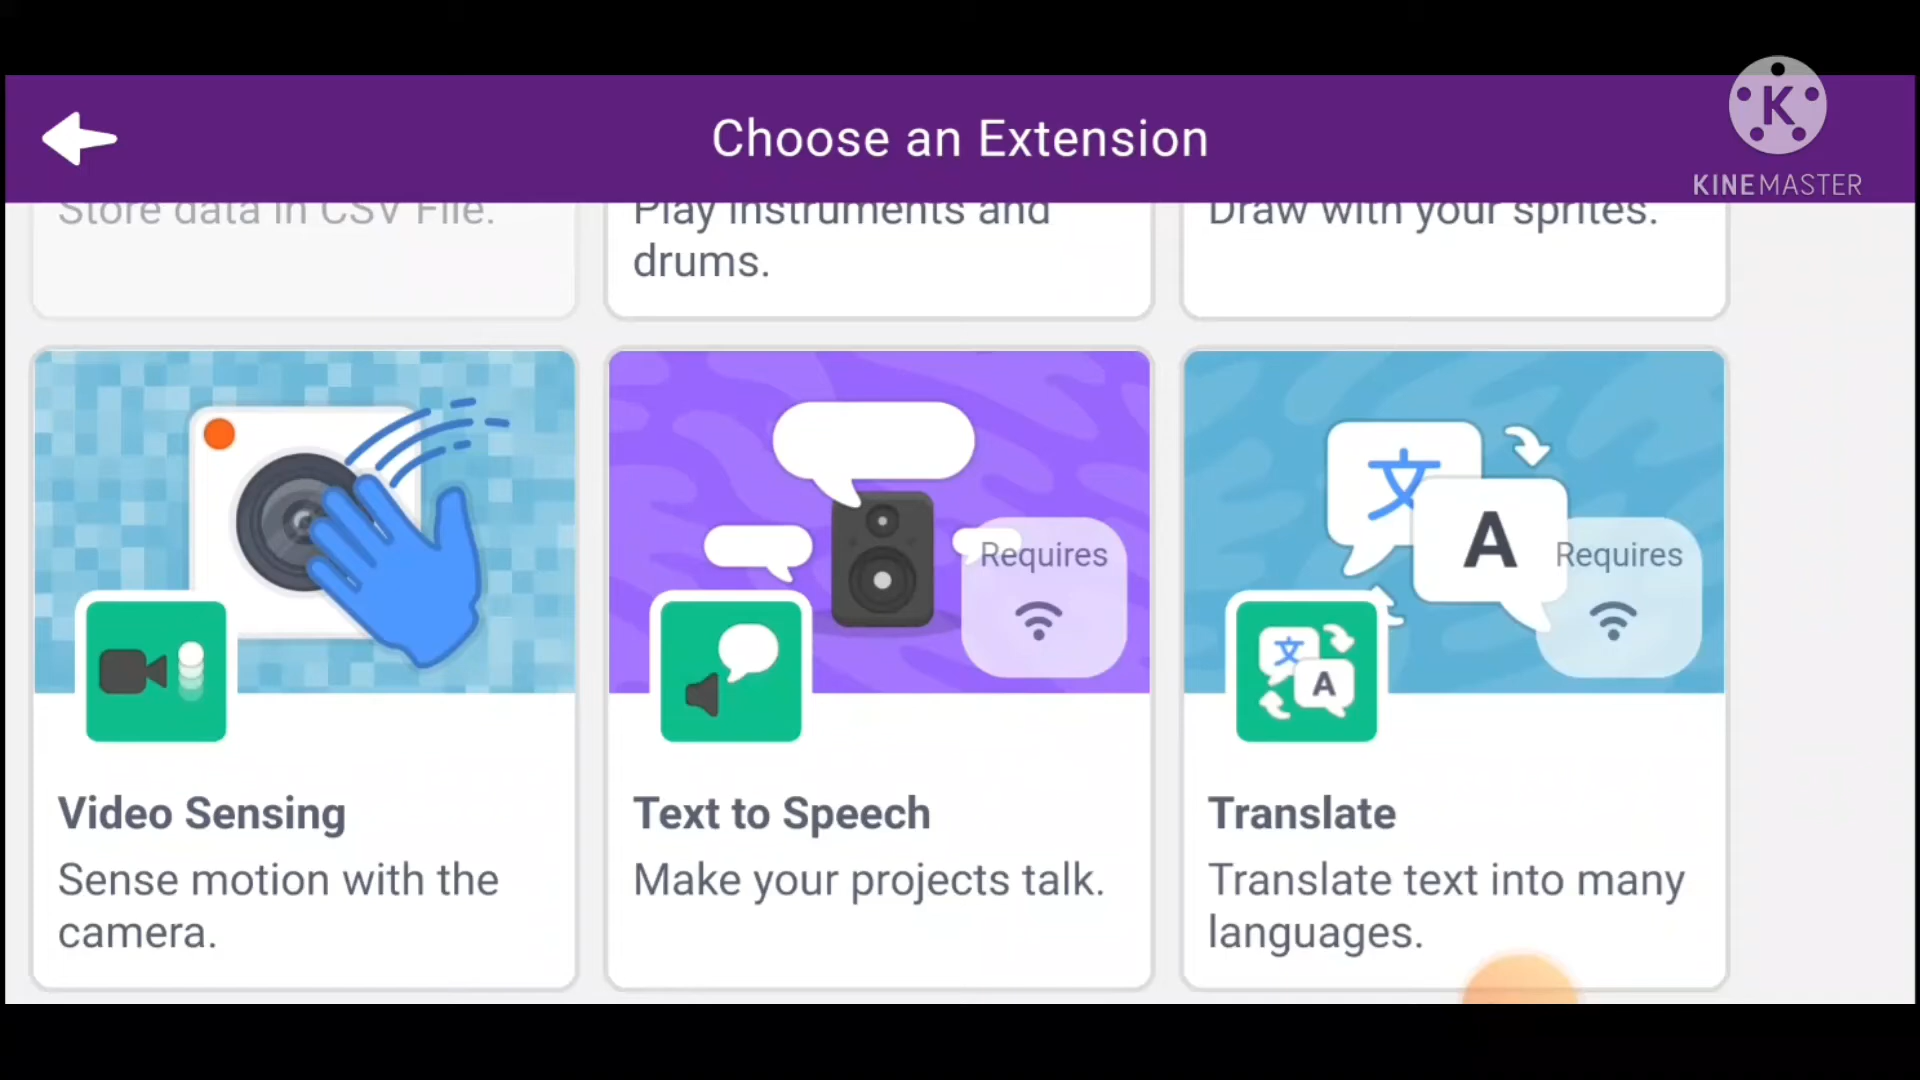 Choose an Extension
K
KINEMASTER
Store data in CSV File.
Play instruments and
drums.
Draw with your sprites.
文
A
Requires
Requires
文
A
Video Sensing
Sense motion with the
camera.
Text to Speech
Make your projects talk.
Translate
Translate text into many
languages.